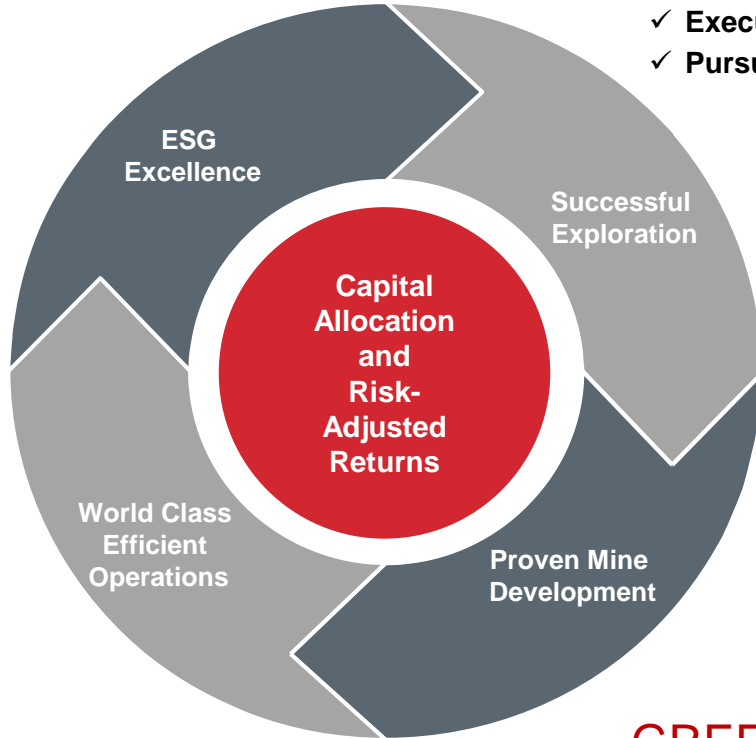 ESG
Excellence
Successful
Exploration
Capital
Allocation
and
Risk-
Adjusted
Returns
World Class
Efficient
Operations
Proven Mine
Development